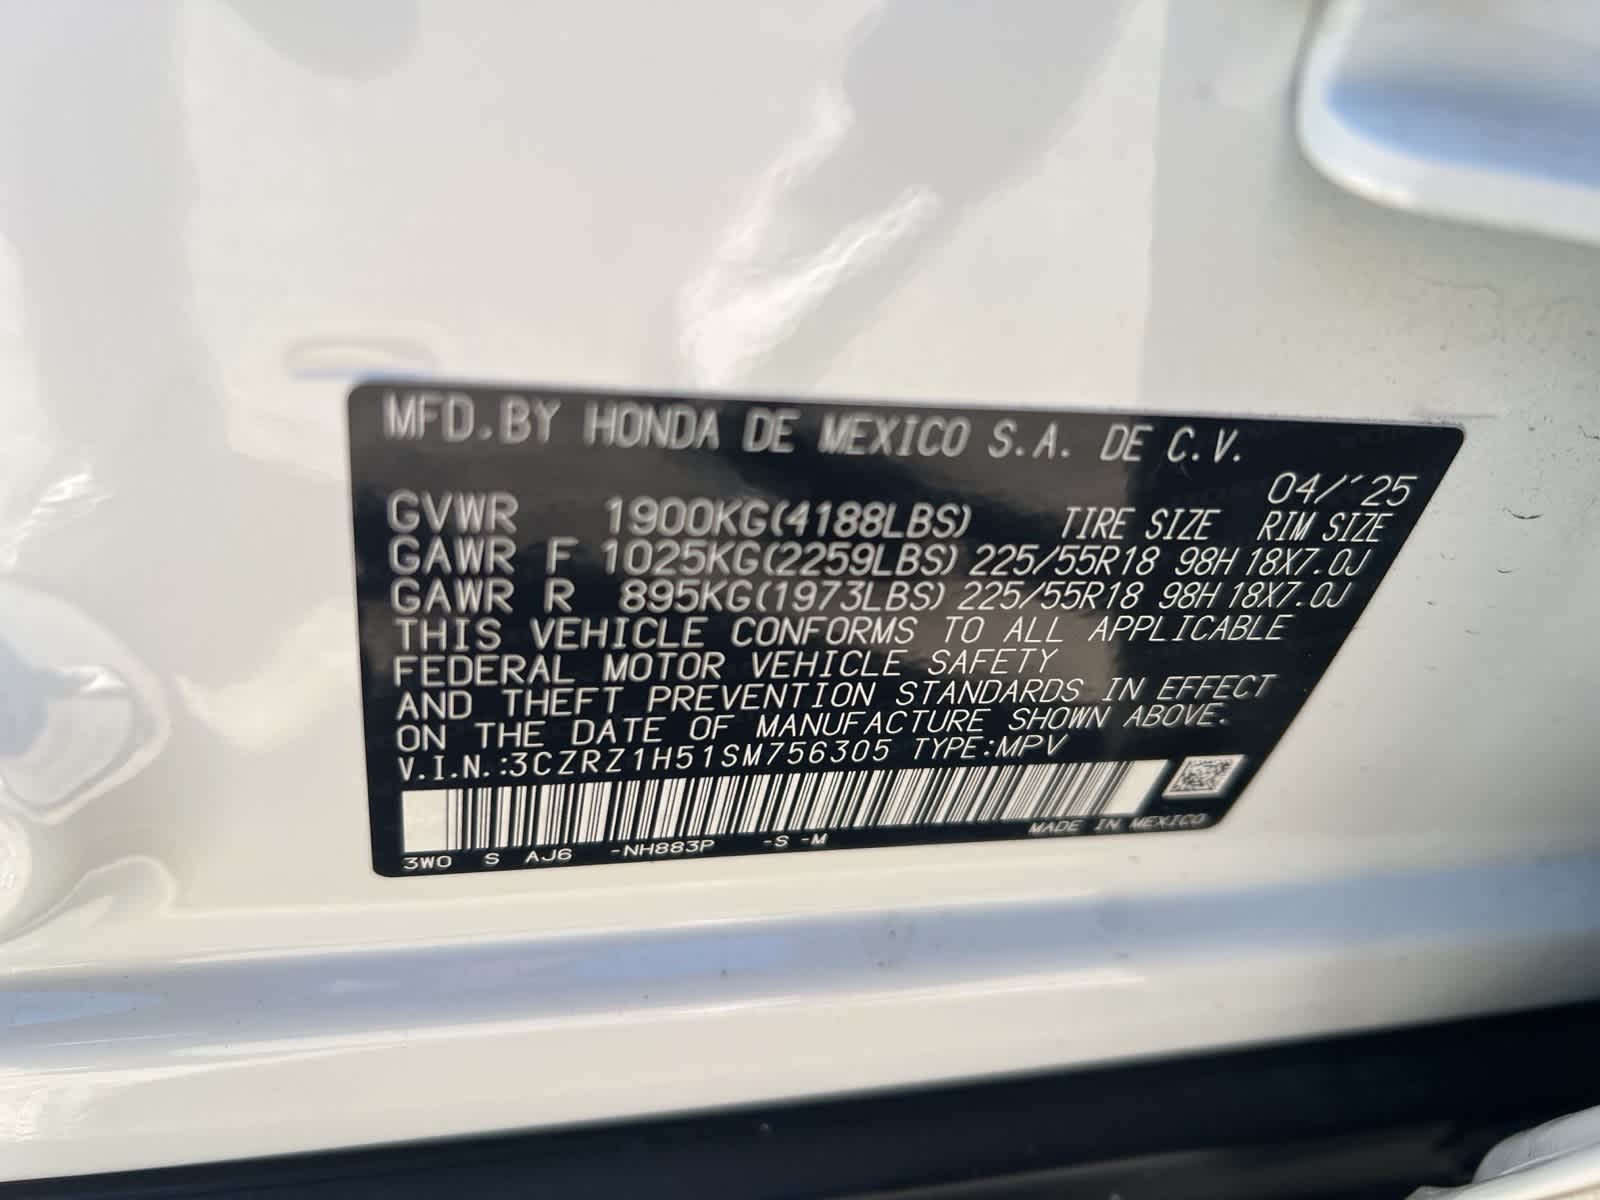 MFD.BY HONDA DE MEXICO S.A. DE C.V.
04/'25
GVWR 1900KG(4188LBS) TIRE SIZE RIM SIZE
GAWR F 1025KG(2259LBS) 225/55R18 98H 18X7.0J
GAWR R 895KG(1973LBS) 225/55R18 98H 18X7.0J
THIS VEHICLE CONFORMS TO ALL APPLICABLE
FEDERAL MOTOR VEHICLE SAFETY
AND THEFT PREVENTION STANDARDS IN EFFECT
ON THE DATE OF MANUFACTURE SHOWN ABOVE.
V.I.N.:3CZRZ1H51SM756305 TYPE:MPV
MADE IN MEXICO
3W0 S AJ6 -NH883P -S -M